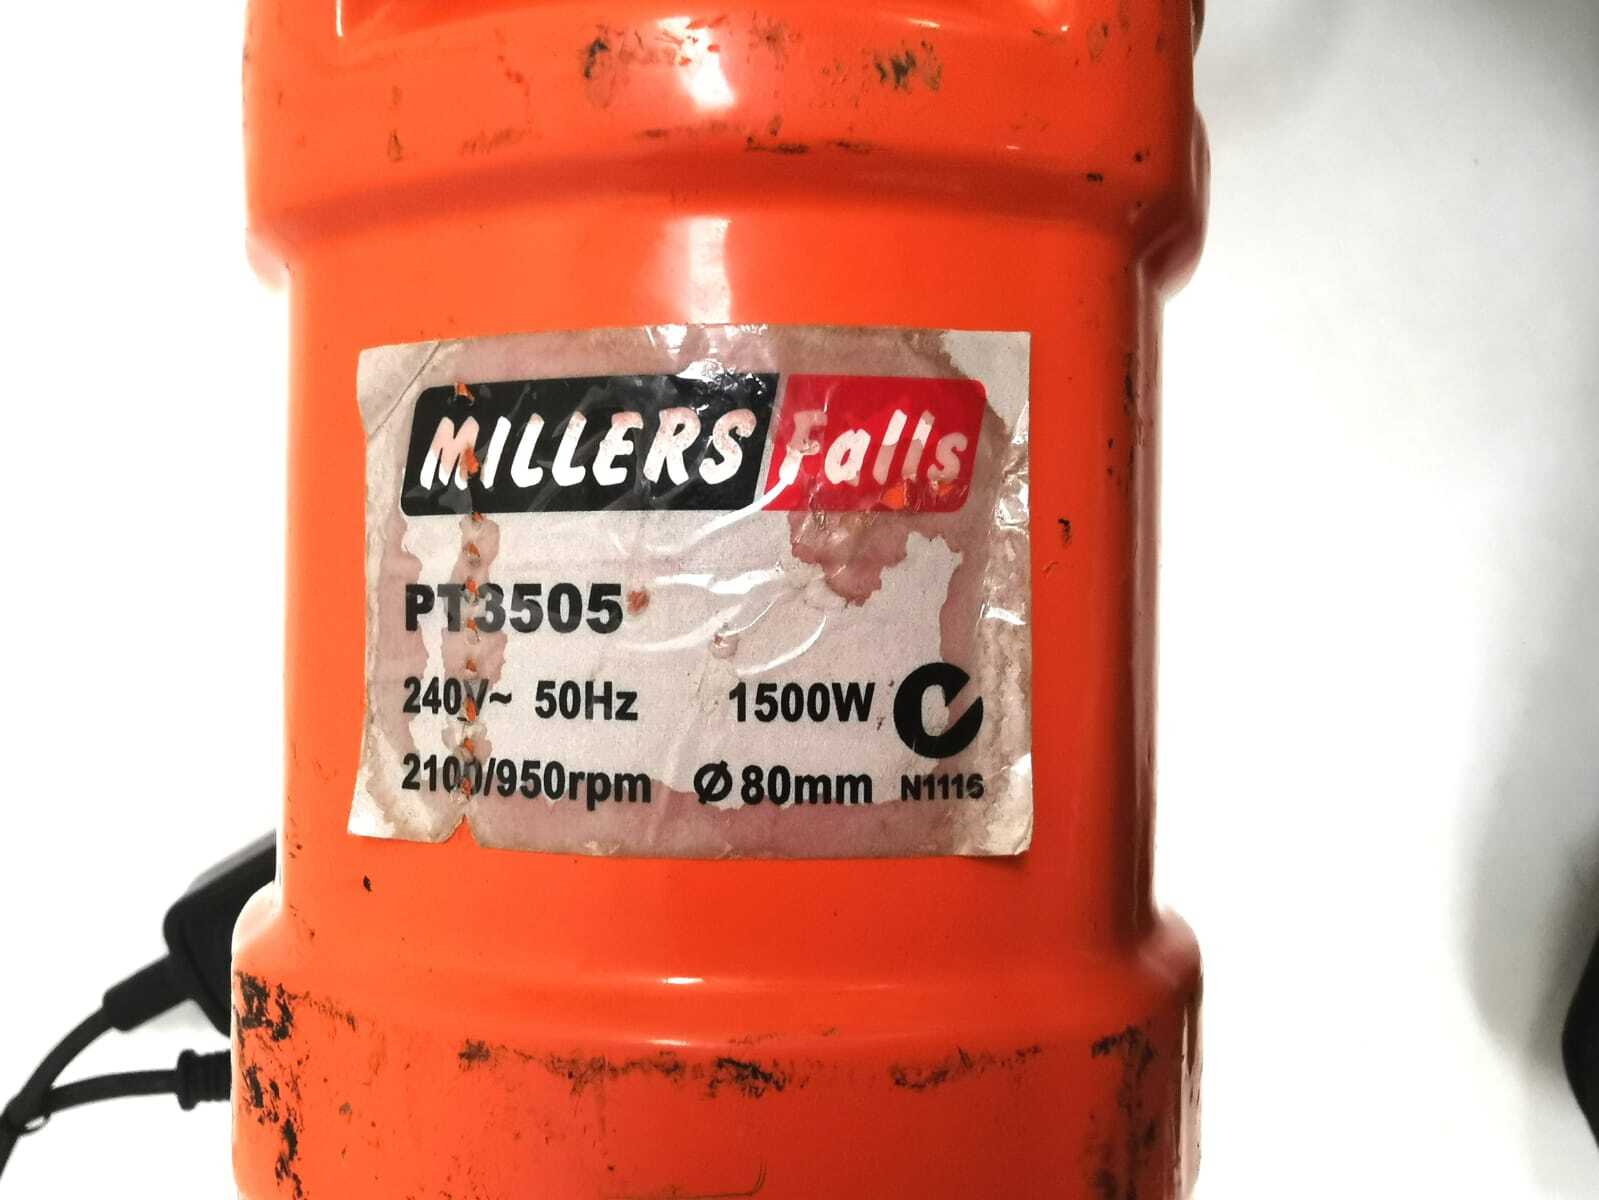 MILLERS Falls
PT3505
240V~ 50Hz 1500W
2100/950rpm Ø80mm N1116